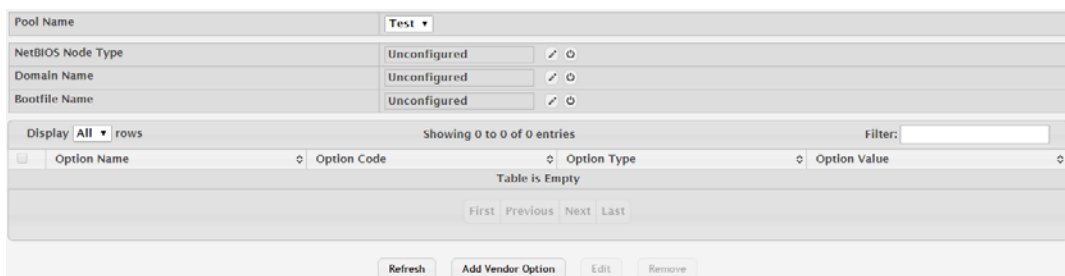 Pool Name Test
NetBIOS Node Type Unconfigured
Domain Name Unconfigured
Bootfile Name Unconfigured
Display All rows Showing 0 to 0 of 0 entries Filter:
Option Name Option Code Option Type Option Value
Table is Empty
First Previous Next Last
Refresh Add Vendor Option Edit Remove